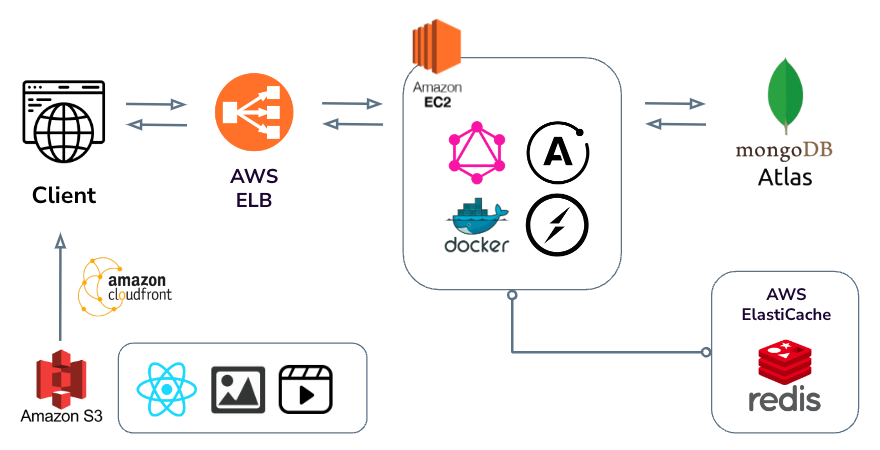 Amazon
EC2
Client
AWS
ELB
docker
mongoDB
Atlas
amazon
cloudfront
Amazon S3
AWS
ElastiCache
redis